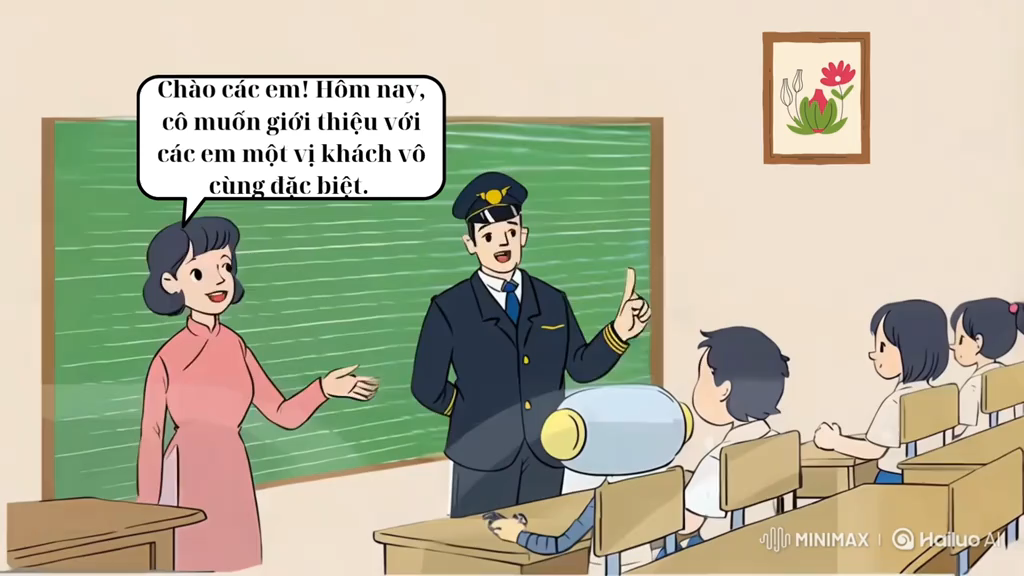 Chào các em! Hôm nay,
cô muốn giới thiệu với
các em một vị khách vô
cùng đặc biệt.
MINIMAX | Hailuo AI